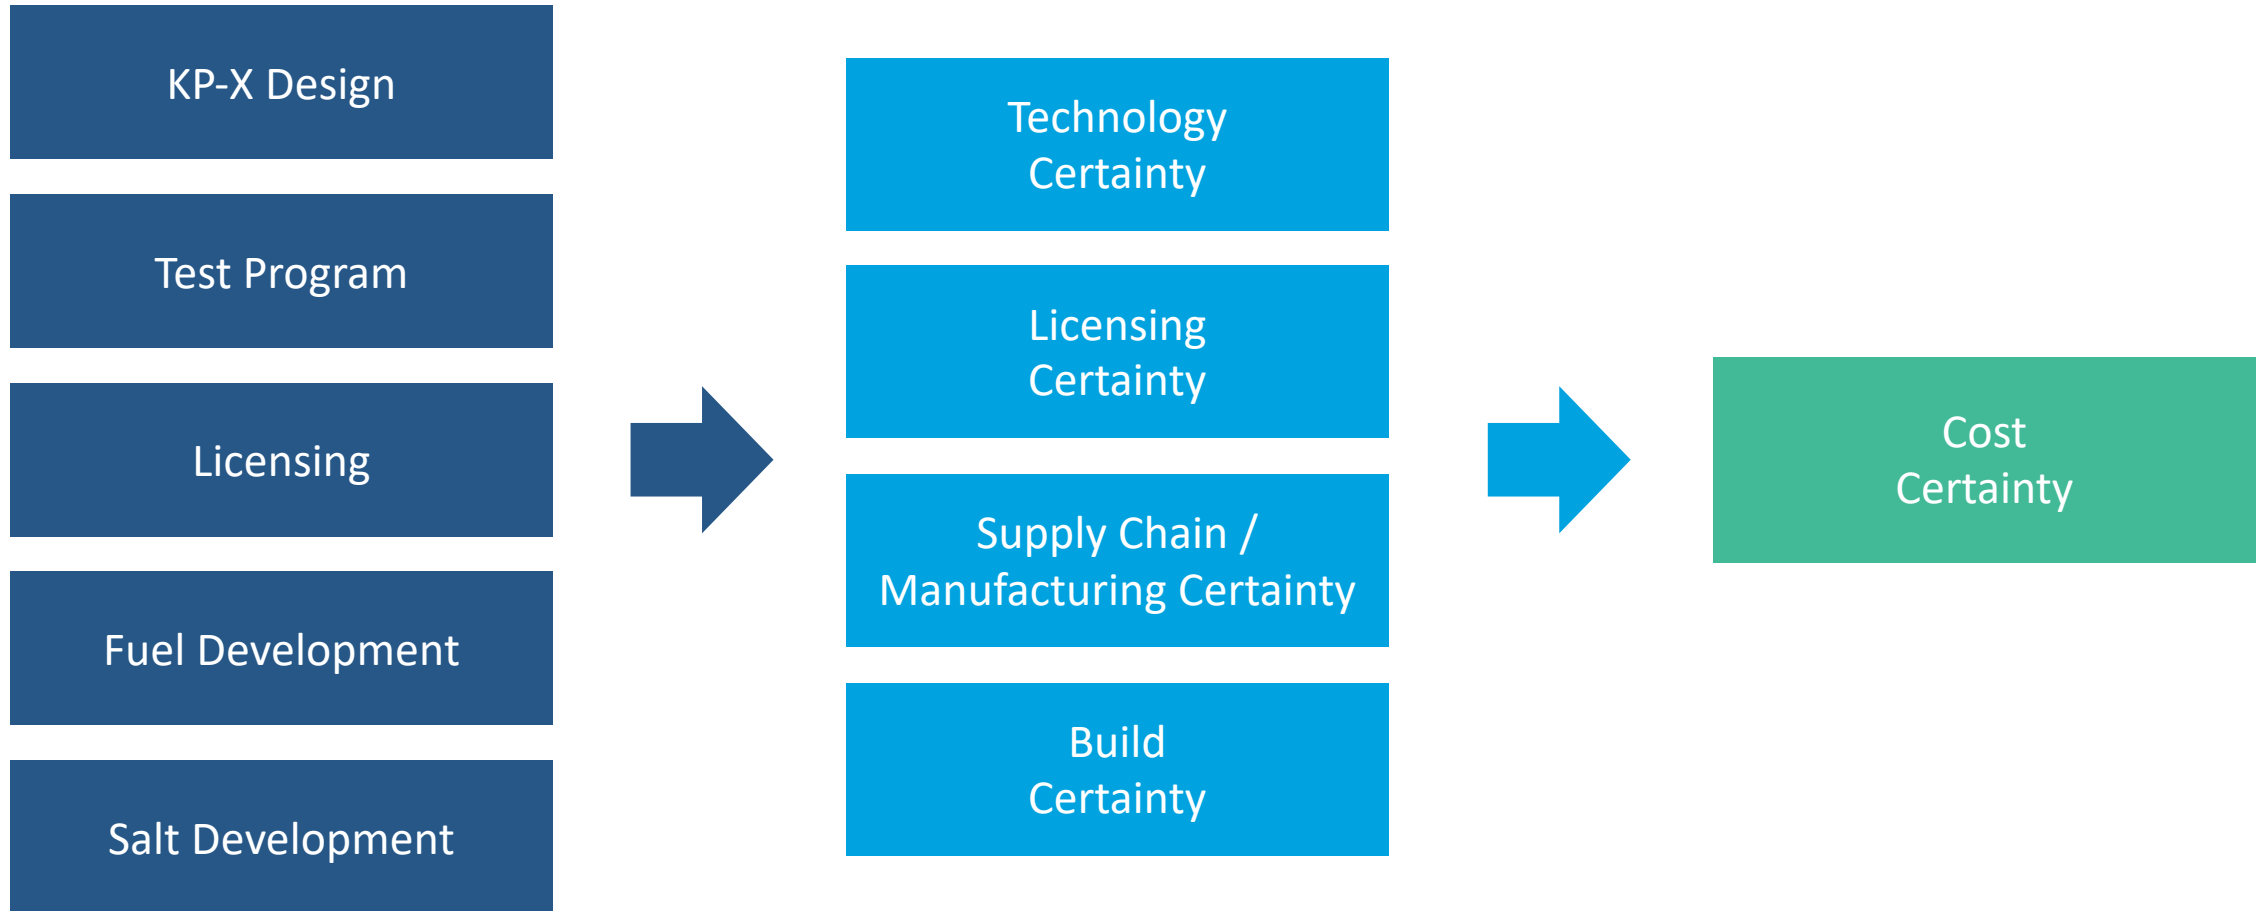 KP-X Design
Test Program
Licensing
Fuel Development
Salt Development
Technology
Certainty
Licensing
Certainty
Supply Chain /
Manufacturing Certainty
Build
Certainty
Cost
Certainty